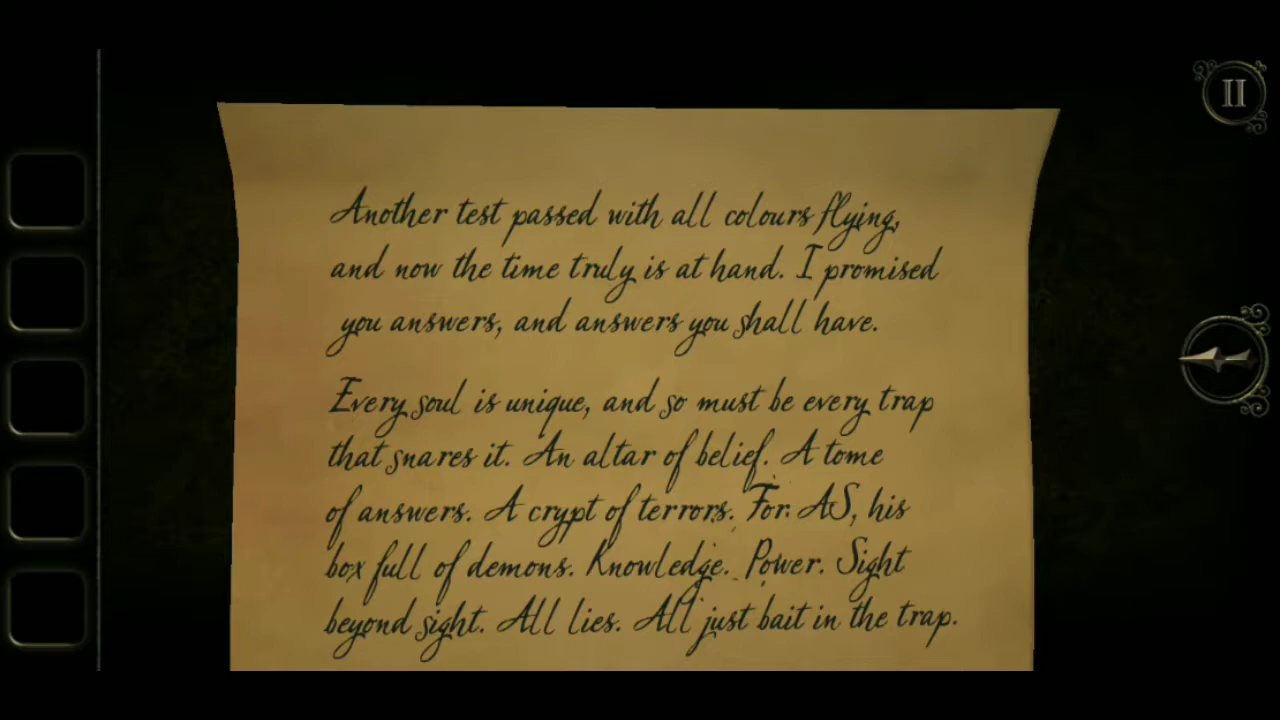 Another test passed with all colours flying,
and now the time truly is at hand. I promised
you answers, and answers you shall have.
Every soul is unique, and so must be every trap
that snares it. An altar of belief. A tome
of answers. A crypt of terrors. For AS, his
box full of demons. Knowledge. Power. Sight
beyond sight. All lies. All just bait in the trap.